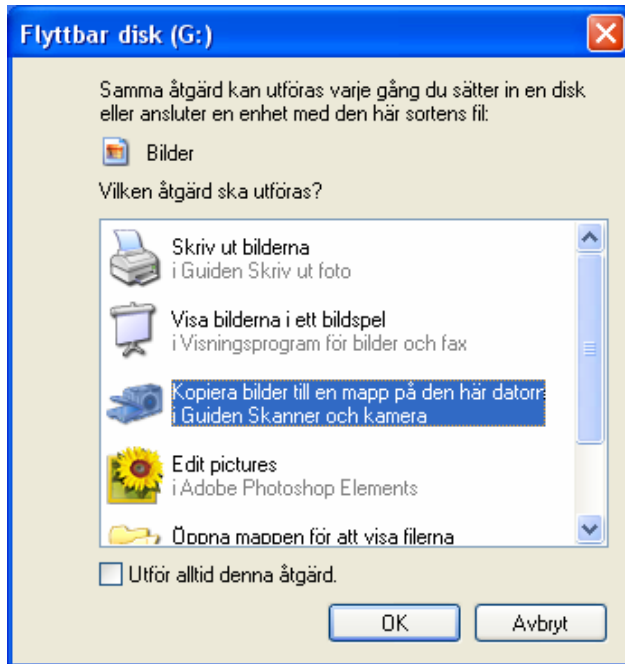 Flyttbar disk (G:)
Samma åtgärd kan utföras varje gång du sätter in en disk
eller ansluter en enhet med den här sortens fil:
Bilder
Vilken åtgärd ska utföras?
Skriv ut bilderna
i Guiden Skriv ut foto
Visa bilderna i ett bildspel
i Visningsprogram för bilder och fax
Kopiera bilder till en mapp på den här datorn
i Guiden Skanner och kamera
Edit pictures
i Adobe Photoshop Elements
Öppna mappen för att visa filerna
Utför alltid denna åtgärd.
OK
Avbryt